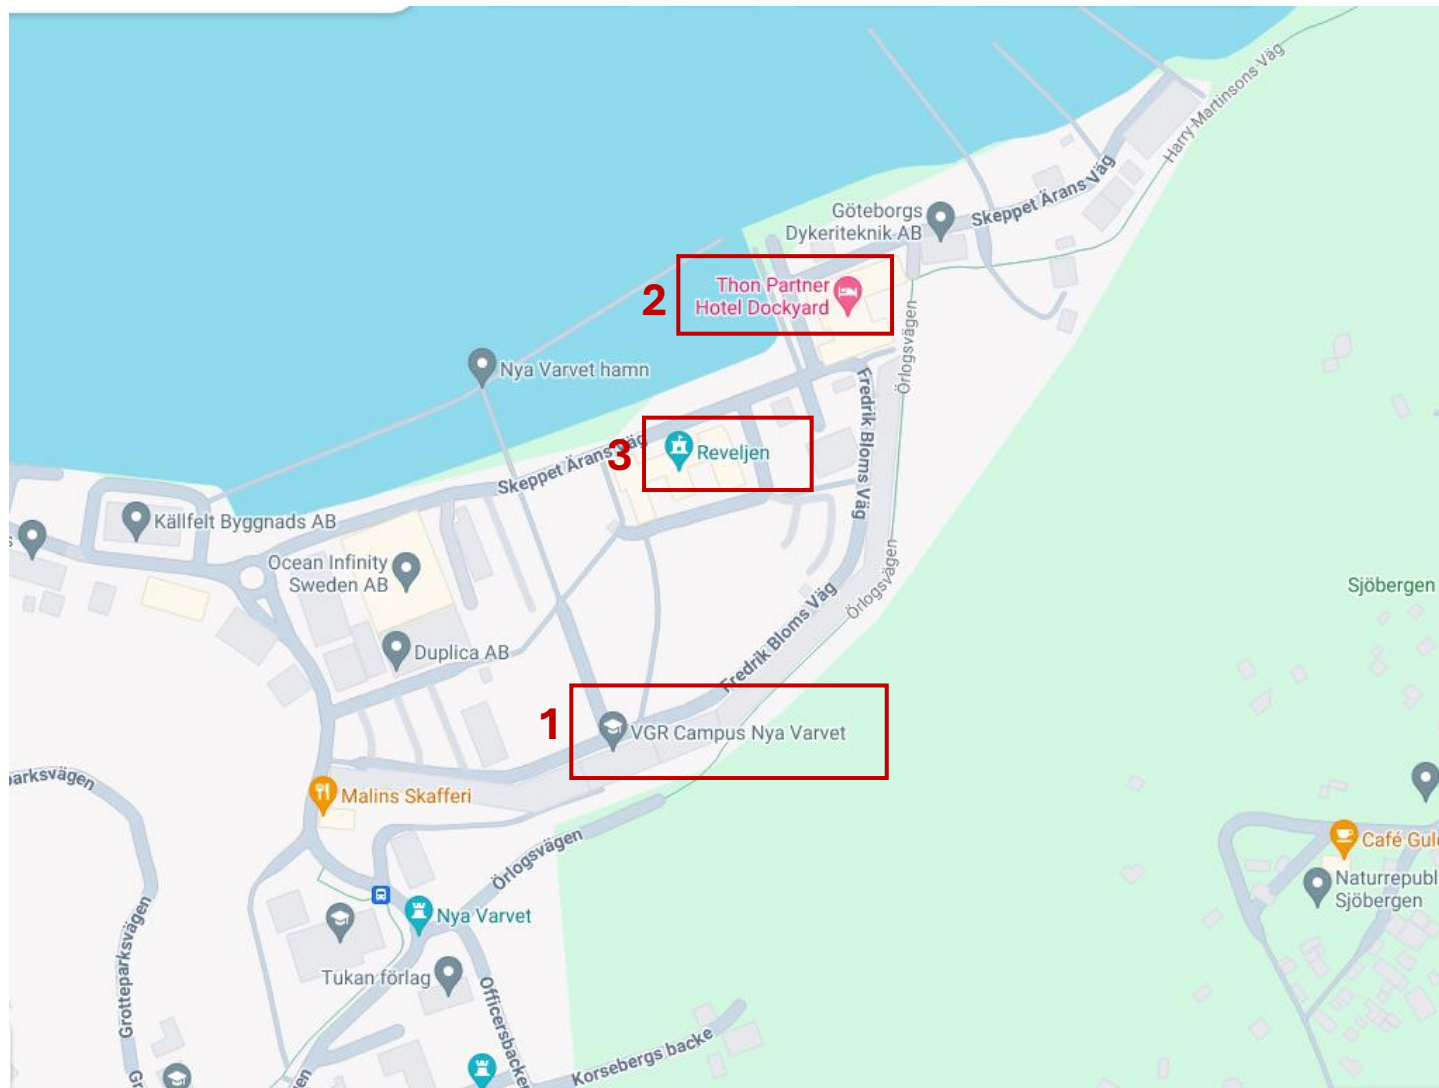 Harry Martinsons Väg
Göteborgs
Dykeriteknik AB
Skeppet Ärans Väg
2
Thon Partner
Hotel Dockyard
Örlogsvägen
Nya Varvet hamn
Fredrik Bloms Väg
3
Reveljen
Skeppet Ärans Väg
Källfelt Byggnads AB
Ocean Infinity
Sweden AB
Örlogsvägen
Sjöbergen
Fredrik Bloms Väg
Duplica AB
1
VGR Campus Nya Varvet
Malins Skafferi
Örlogsvägen
Café
Naturrepubl
Sjöbergen
Nya Varvet
Grotteparksvägen
Tukan förlag
Officersbacken
Korsebergs backe